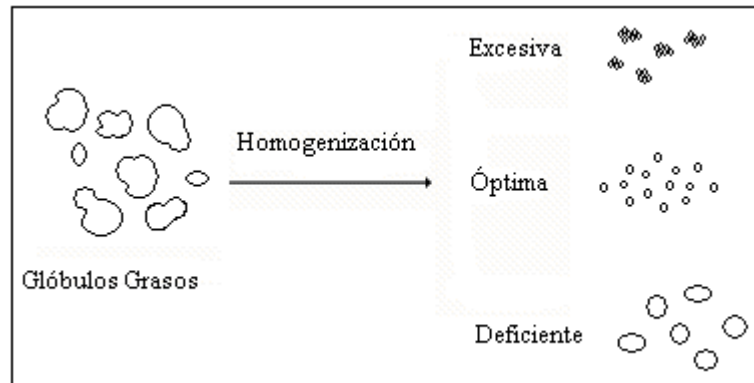 Excesiva
Homogenización
Óptima
Glóbulos Grasos
Deficiente